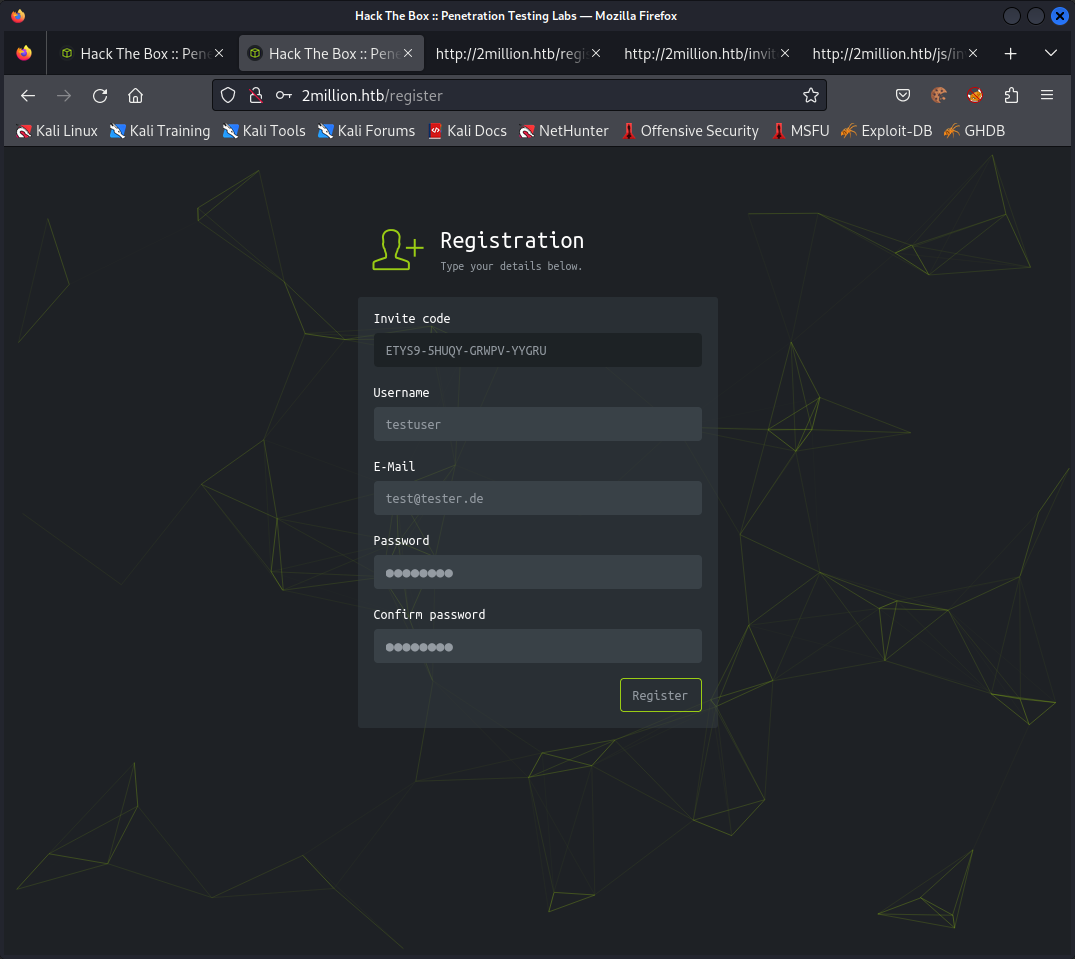 Hack The Box :: Penetration Testing Labs — Mozilla Firefox
Hack The Box :: Pene
Hack The Box :: Pene
http://2million.htb/regi
http://2million.htb/invit
http://2million.htb/js/in
2million.htb/register
Kali Linux
Kali Training
Kali Tools
Kali Forums
Kali Docs
NetHunter
Offensive Security
MSFU
Exploit-DB
GHDB
Registration
Type your details below.
Invite code
ETYS9-5HUQY-GRWPV-YYGRU
Username
testuser
E-Mail
test@tester.de
Password
●●●●●●●●
Confirm password
●●●●●●●●
Register